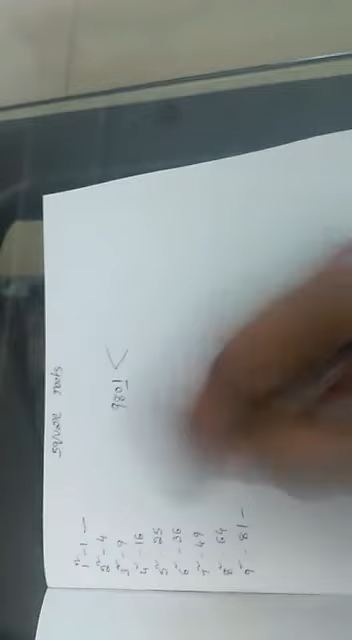 square roots
9801 <
1² - 1 -
2² - 4
3² - 9
4² - 16
5² - 25
6² - 36
7² - 49
8² - 64
9² - 81 -